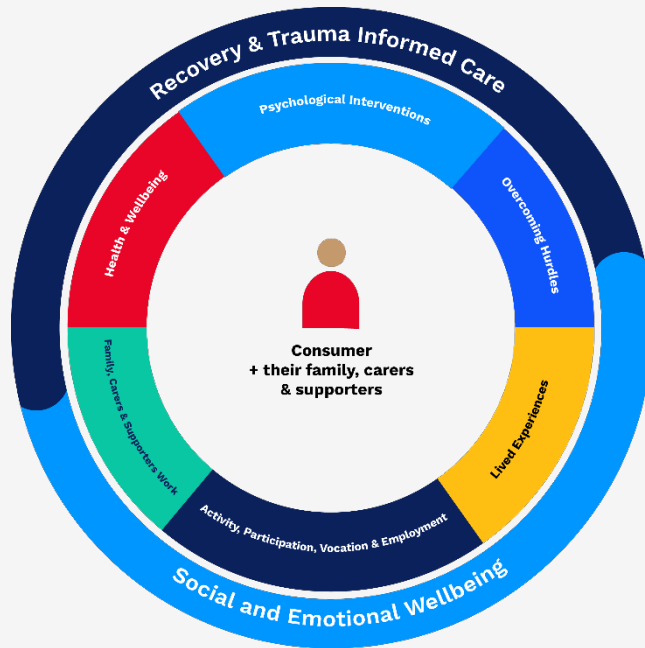 Recovery & Trauma Informed Care
Psychological Interventions
Health & Wellbeing
Overcoming Hurdles
Consumer
+ their family, carers
& supporters
Family, Carers & Supporters Work
Lived Experiences
Activity, Participation, Vocation & Employment
Social and Emotional Wellbeing